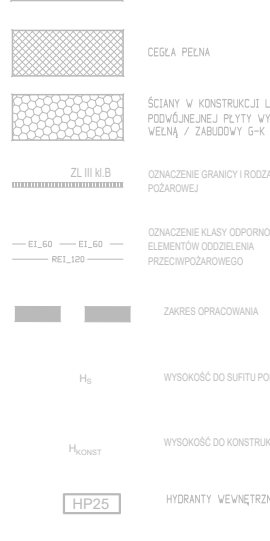 CEGŁA PEŁNA
ŚCIANY W KONSTRUKCJI L
PODWÓJNEJNEJ PŁYTY WY
WEŁNĄ / ZABUDOWY G-K
ZL III kl.B
OZNACZENIE GRANICY I RODZA
POŻAROWEJ
EI_60 EI_60
REI_120
OZNACZENIE KLASY ODPORNO
ELEMENTÓW ODDZIELENIA
PRZECIWPOŻAROWEGO
ZAKRES OPRACOWANIA
HS WYSOKOŚĆ DO SUFITU PO
HKONST WYSOKOŚĆ DO KONSTRUK
HP25 HYDRANTY WEWNĘTRZN